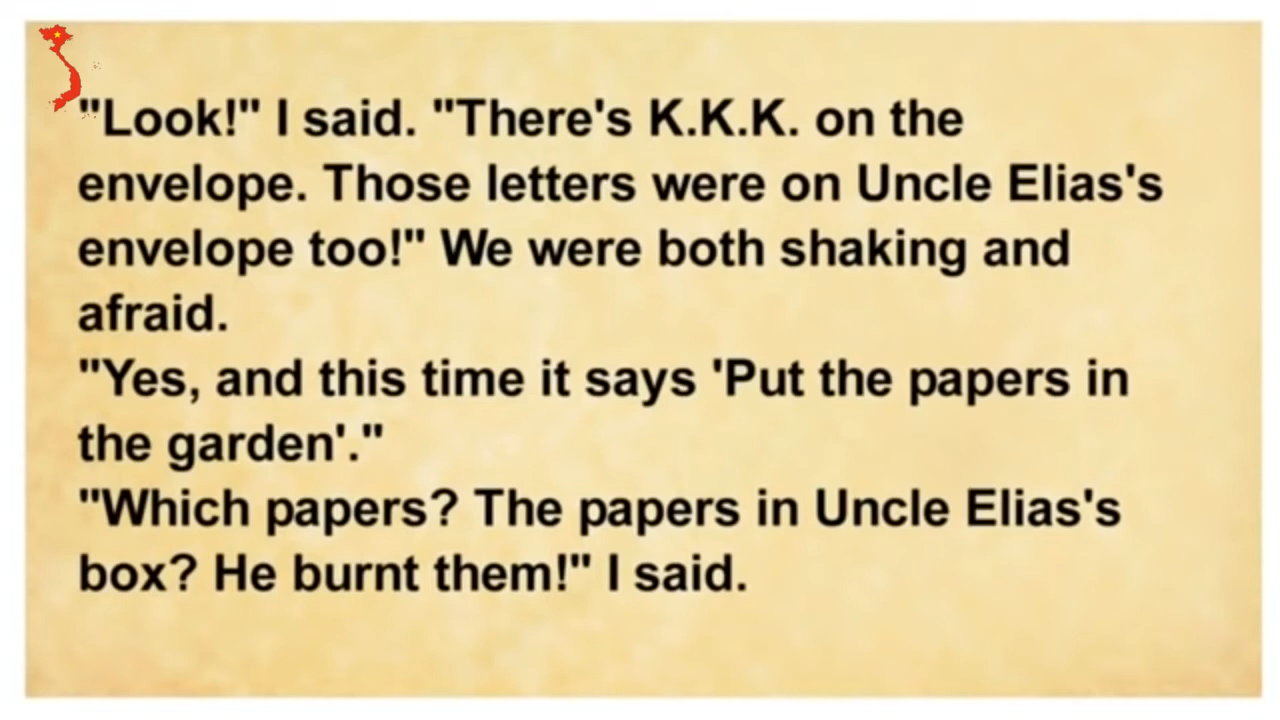 "Look!" I said. "There's K.K.K. on the
envelope. Those letters were on Uncle Elias's
envelope too!" We were both shaking and
afraid.
"Yes, and this time it says 'Put the papers in
the garden'."
"Which papers? The papers in Uncle Elias's
box? He burnt them!" I said.